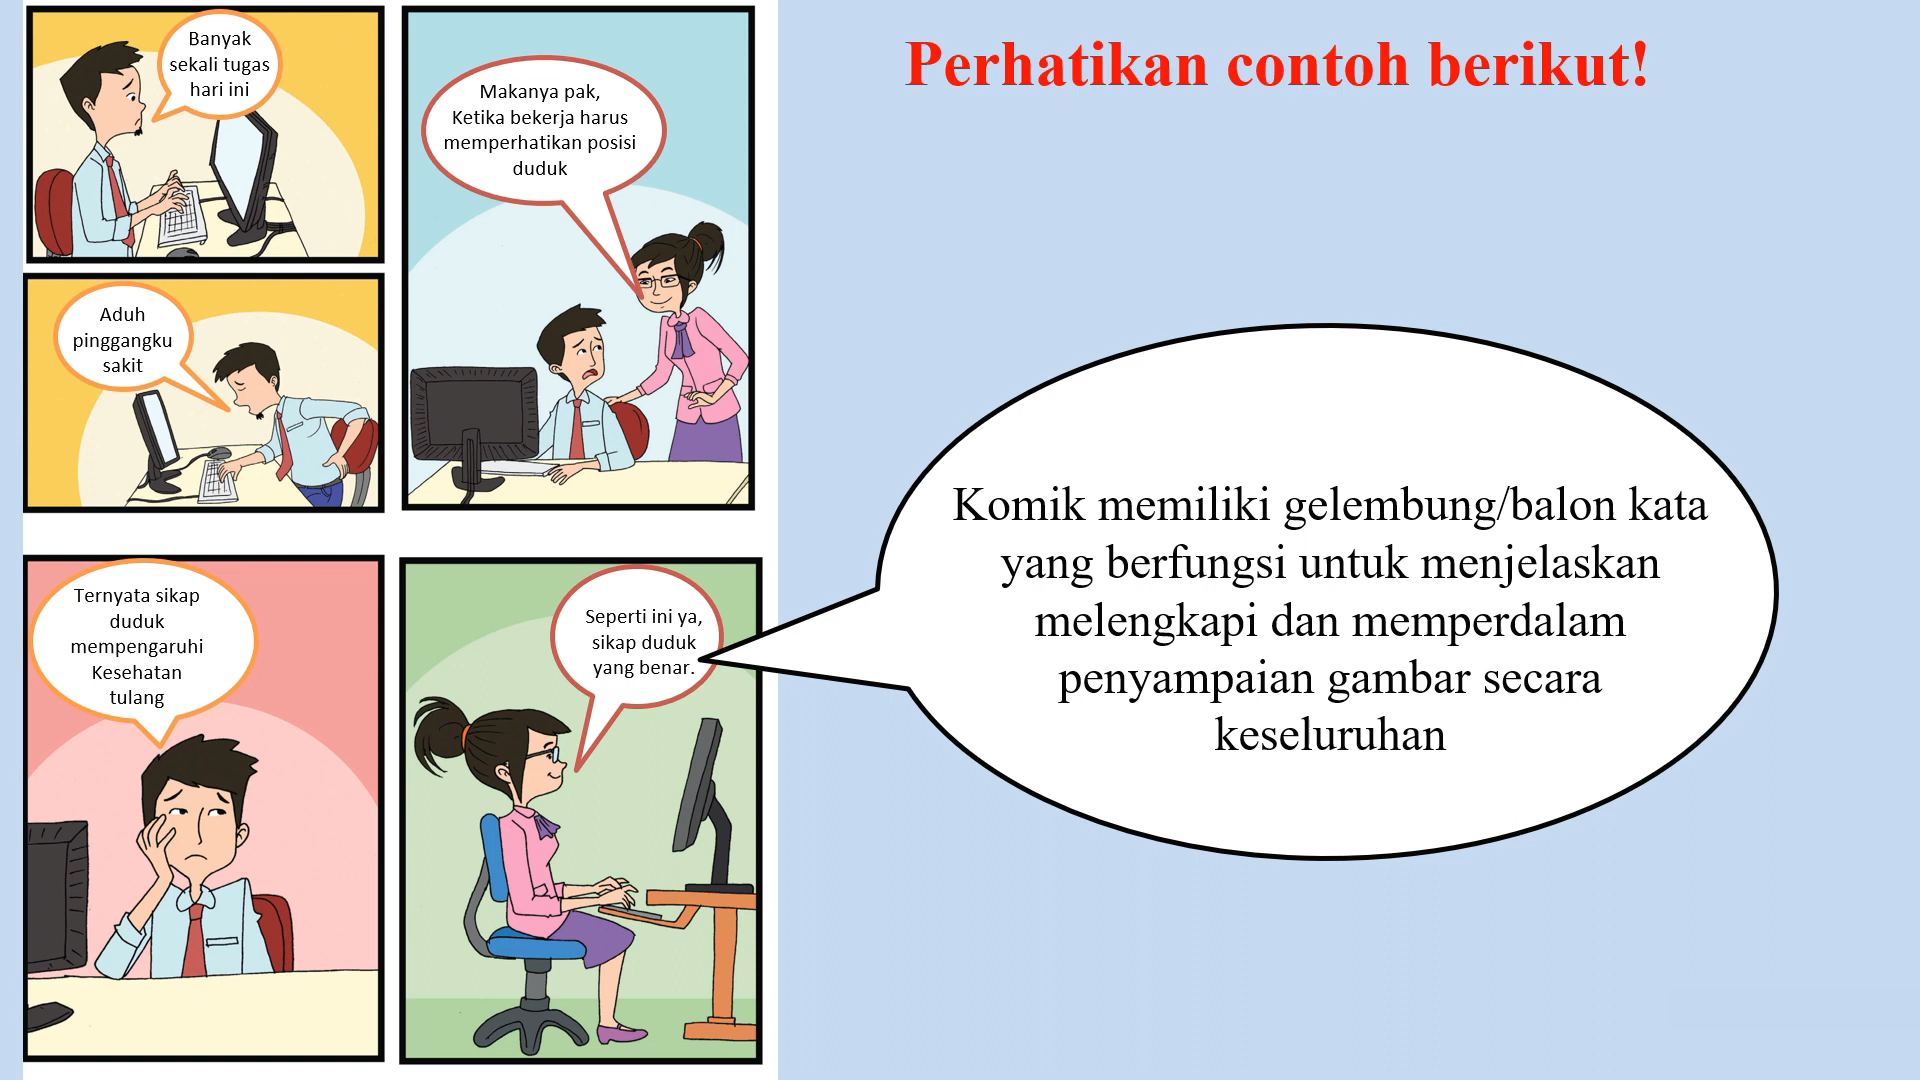 Perhatikan contoh berikut!
Banyak
sekali tugas
hari ini
Aduh
pinggangku
sakit
Makanya pak,
Ketika bekerja harus
memperhatikan posisi
duduk
Ternyata sikap
duduk
mempengaruhi
Kesehatan
tulang
Seperti ini ya,
sikap duduk
yang benar.
Komik memiliki gelembung/balon kata
yang berfungsi untuk menjelaskan
melengkapi dan memperdalam
penyampaian gambar secara
keseluruhan